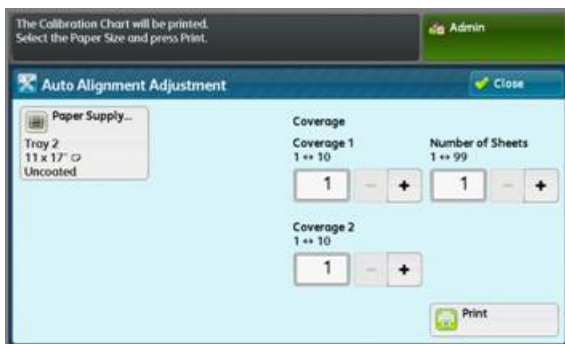 The Calibration Chart will be printed.
Select the Paper Size and press Print.
Admin
Auto Alignment Adjustment
Close
Paper Supply...
Tray 2
11 x 17"
Uncoated
Coverage
Coverage 1
1 ↔ 10
1 − +
Number of Sheets
1 ↔ 99
1 − +
Coverage 2
1 ↔ 10
1 − +
Print